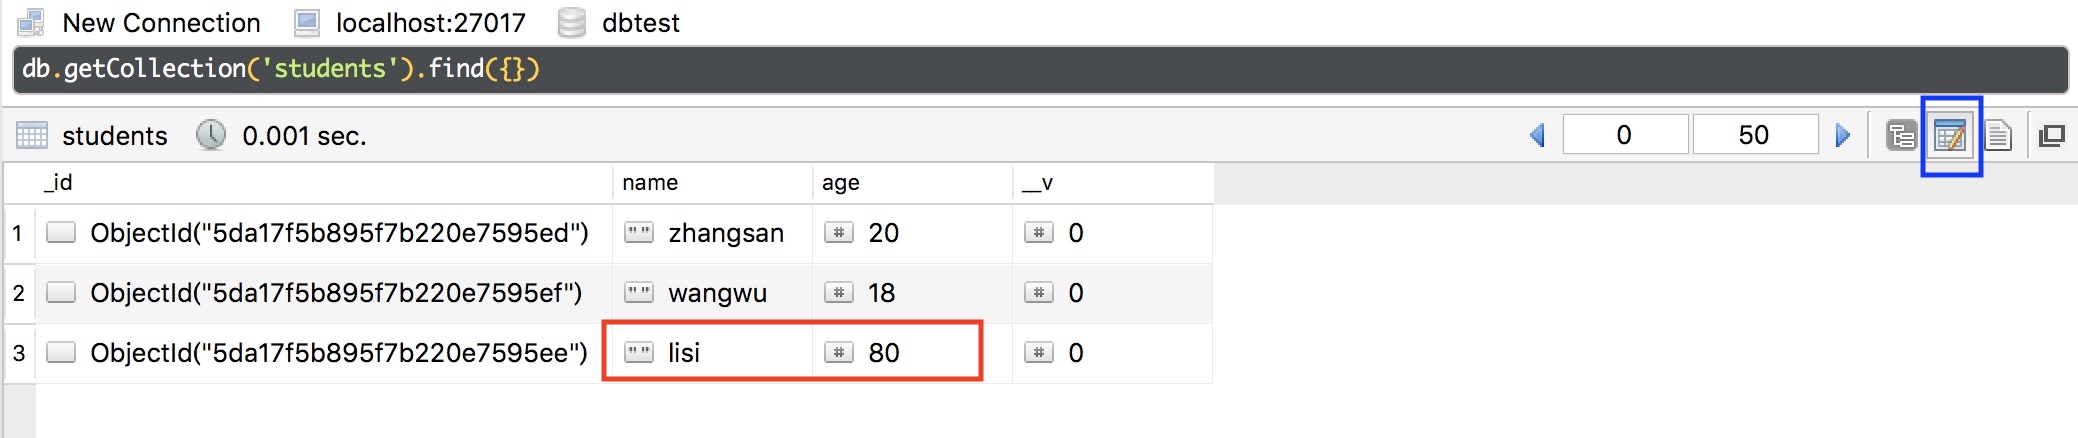 New Connection localhost:27017 dbtest
db.getCollection('students').find({})
students 0.001 sec. 0 50
_id name age __v
1 ObjectId("5da17f5b895f7b220e7595ed") "" zhangsan # 20 # 0
2 ObjectId("5da17f5b895f7b220e7595ef") "" wangwu # 18 # 0
3 ObjectId("5da17f5b895f7b220e7595ee") "" lisi # 80 # 0